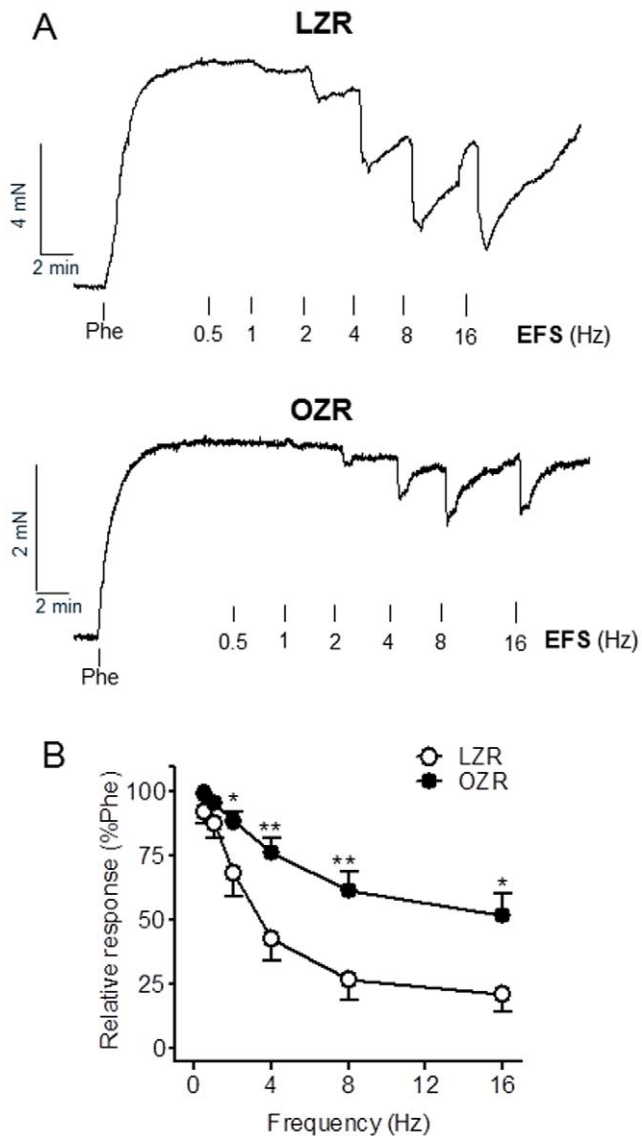 A
LZR
4 mN
2 min
Phe
0.5 1 2 4 8 16 EFS (Hz)
OZR
2 mN
2 min
0.5 1 2 4 8 16 EFS (Hz)
Phe
B
LZR
OZR
Relative response (%Phe)
100
75
50
25
0
* ** ** *
0 4 8 12 16
Frequency (Hz)